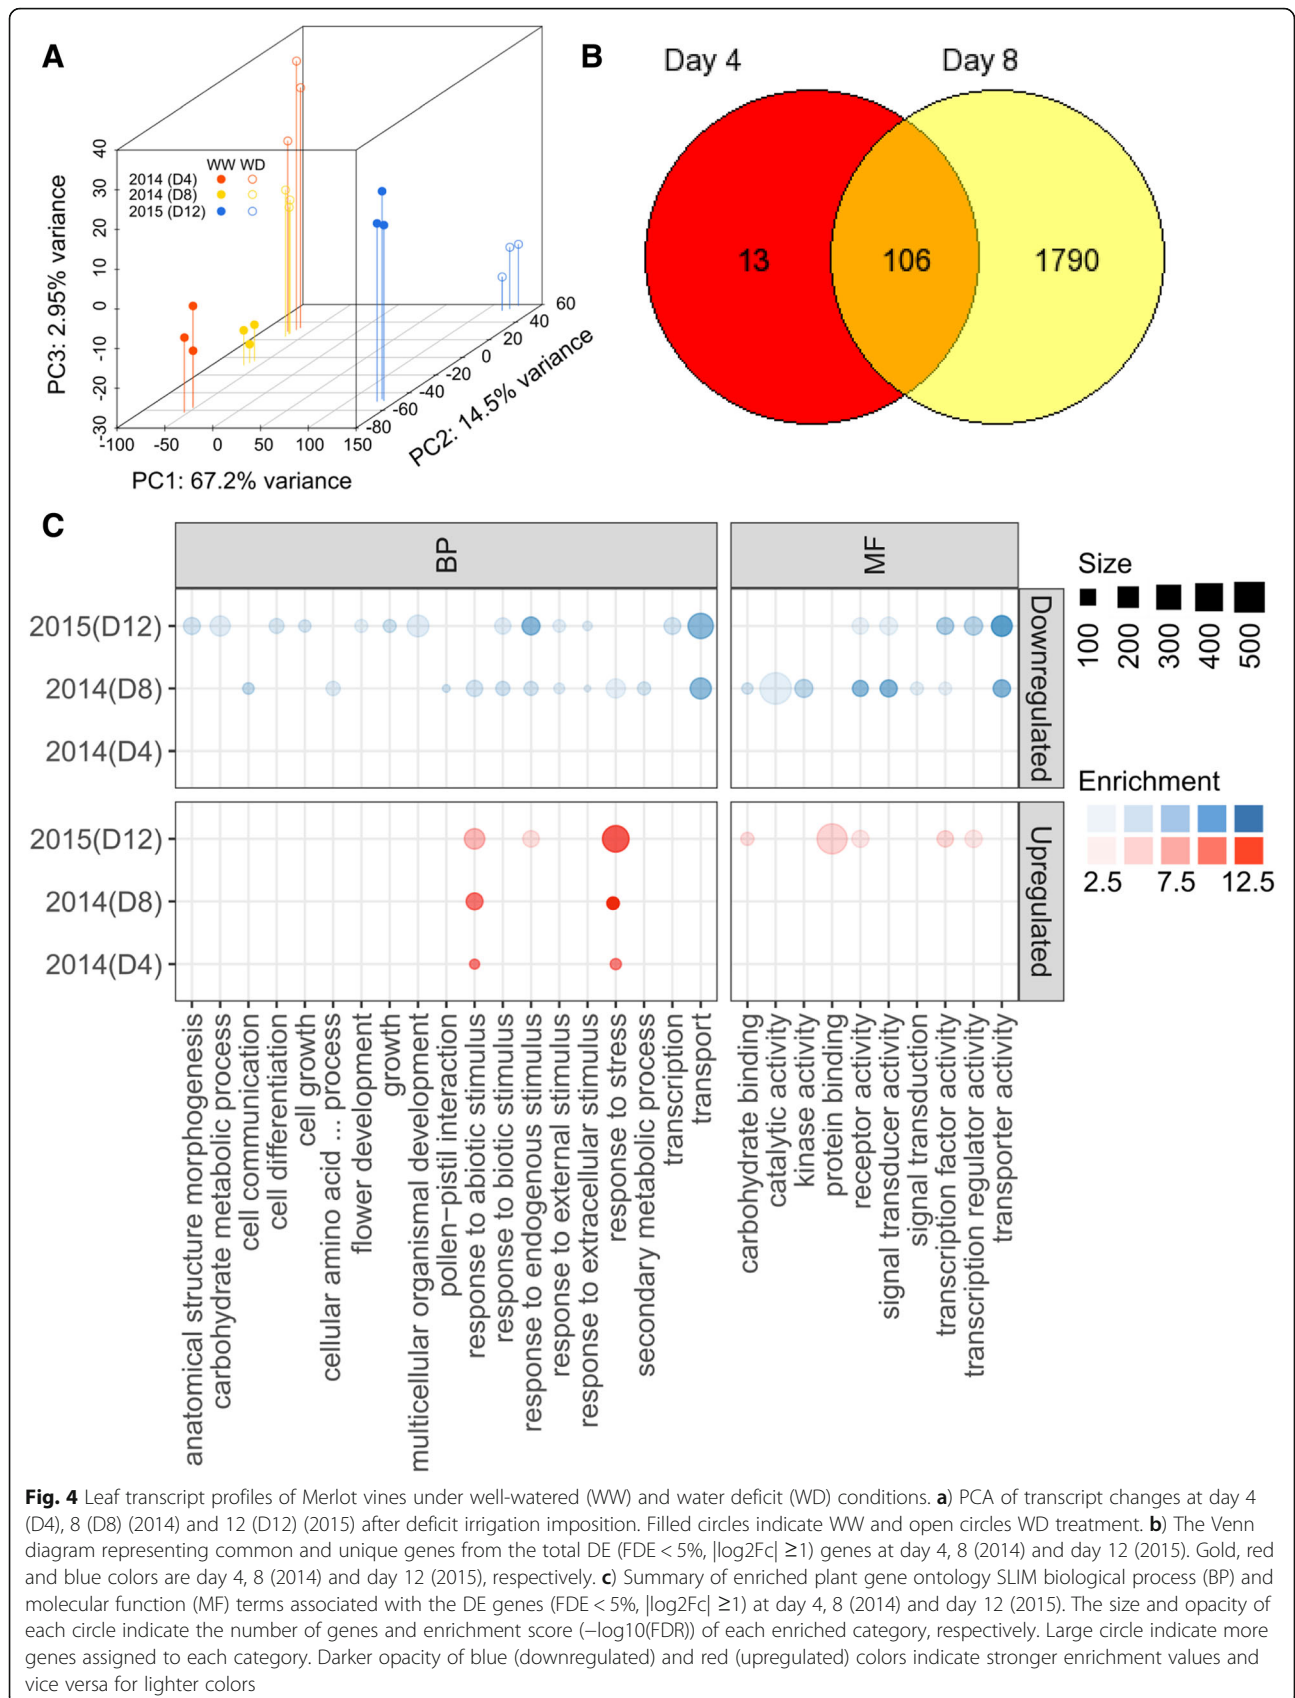 A
B
Day 4
Day 8
13
106
1790
WW WD
2014 (D4)
2014 (D8)
2015 (D12)
40
30
20
10
0
-10
-20
-30
PC3: 2.95% variance
-100
-50
0
50
100
150
PC1: 67.2% variance
-80
-60
-40
-20
0
20
40
60
PC2: 14.5% variance
C
BP
MF
2015(D12)
2014(D8)
2014(D4)
Downregulated
2015(D12)
2014(D8)
2014(D4)
Upregulated
Size
100
200
300
400
500
Enrichment
2.5 7.5 12.5
anatomical structure morphogenesis
carbohydrate metabolic process
cell communication
cell differentiation
cell growth
cellular amino acid ... process
flower development
growth
multicellular organismal development
pollen−pistil interaction
response to abiotic stimulus
response to biotic stimulus
response to endogenous stimulus
response to external stimulus
response to extracellular stimulus
response to stress
secondary metabolic process
transcription
transport
carbohydrate binding
catalytic activity
kinase activity
protein binding
receptor activity
signal transducer activity
signal transduction
transcription factor activity
transcription regulator activity
transporter activity
Fig. 4 Leaf transcript profiles of Merlot vines under well-watered (WW) and water deficit (WD) conditions. a) PCA of transcript changes at day 4
(D4), 8 (D8) (2014) and 12 (D12) (2015) after deficit irrigation imposition. Filled circles indicate WW and open circles WD treatment. b) The Venn
diagram representing common and unique genes from the total DE (FDE < 5%, |log2Fc| ≥1) genes at day 4, 8 (2014) and day 12 (2015). Gold, red
and blue colors are day 4, 8 (2014) and day 12 (2015), respectively. c) Summary of enriched plant gene ontology SLIM biological process (BP) and
molecular function (MF) terms associated with the DE genes (FDE < 5%, |log2Fc| ≥1) at day 4, 8 (2014) and day 12 (2015). The size and opacity of
each circle indicate the number of genes and enrichment score (−log10(FDR)) of each enriched category, respectively. Large circle indicate more
genes assigned to each category. Darker opacity of blue (downregulated) and red (upregulated) colors indicate stronger enrichment values and
vice versa for lighter colors